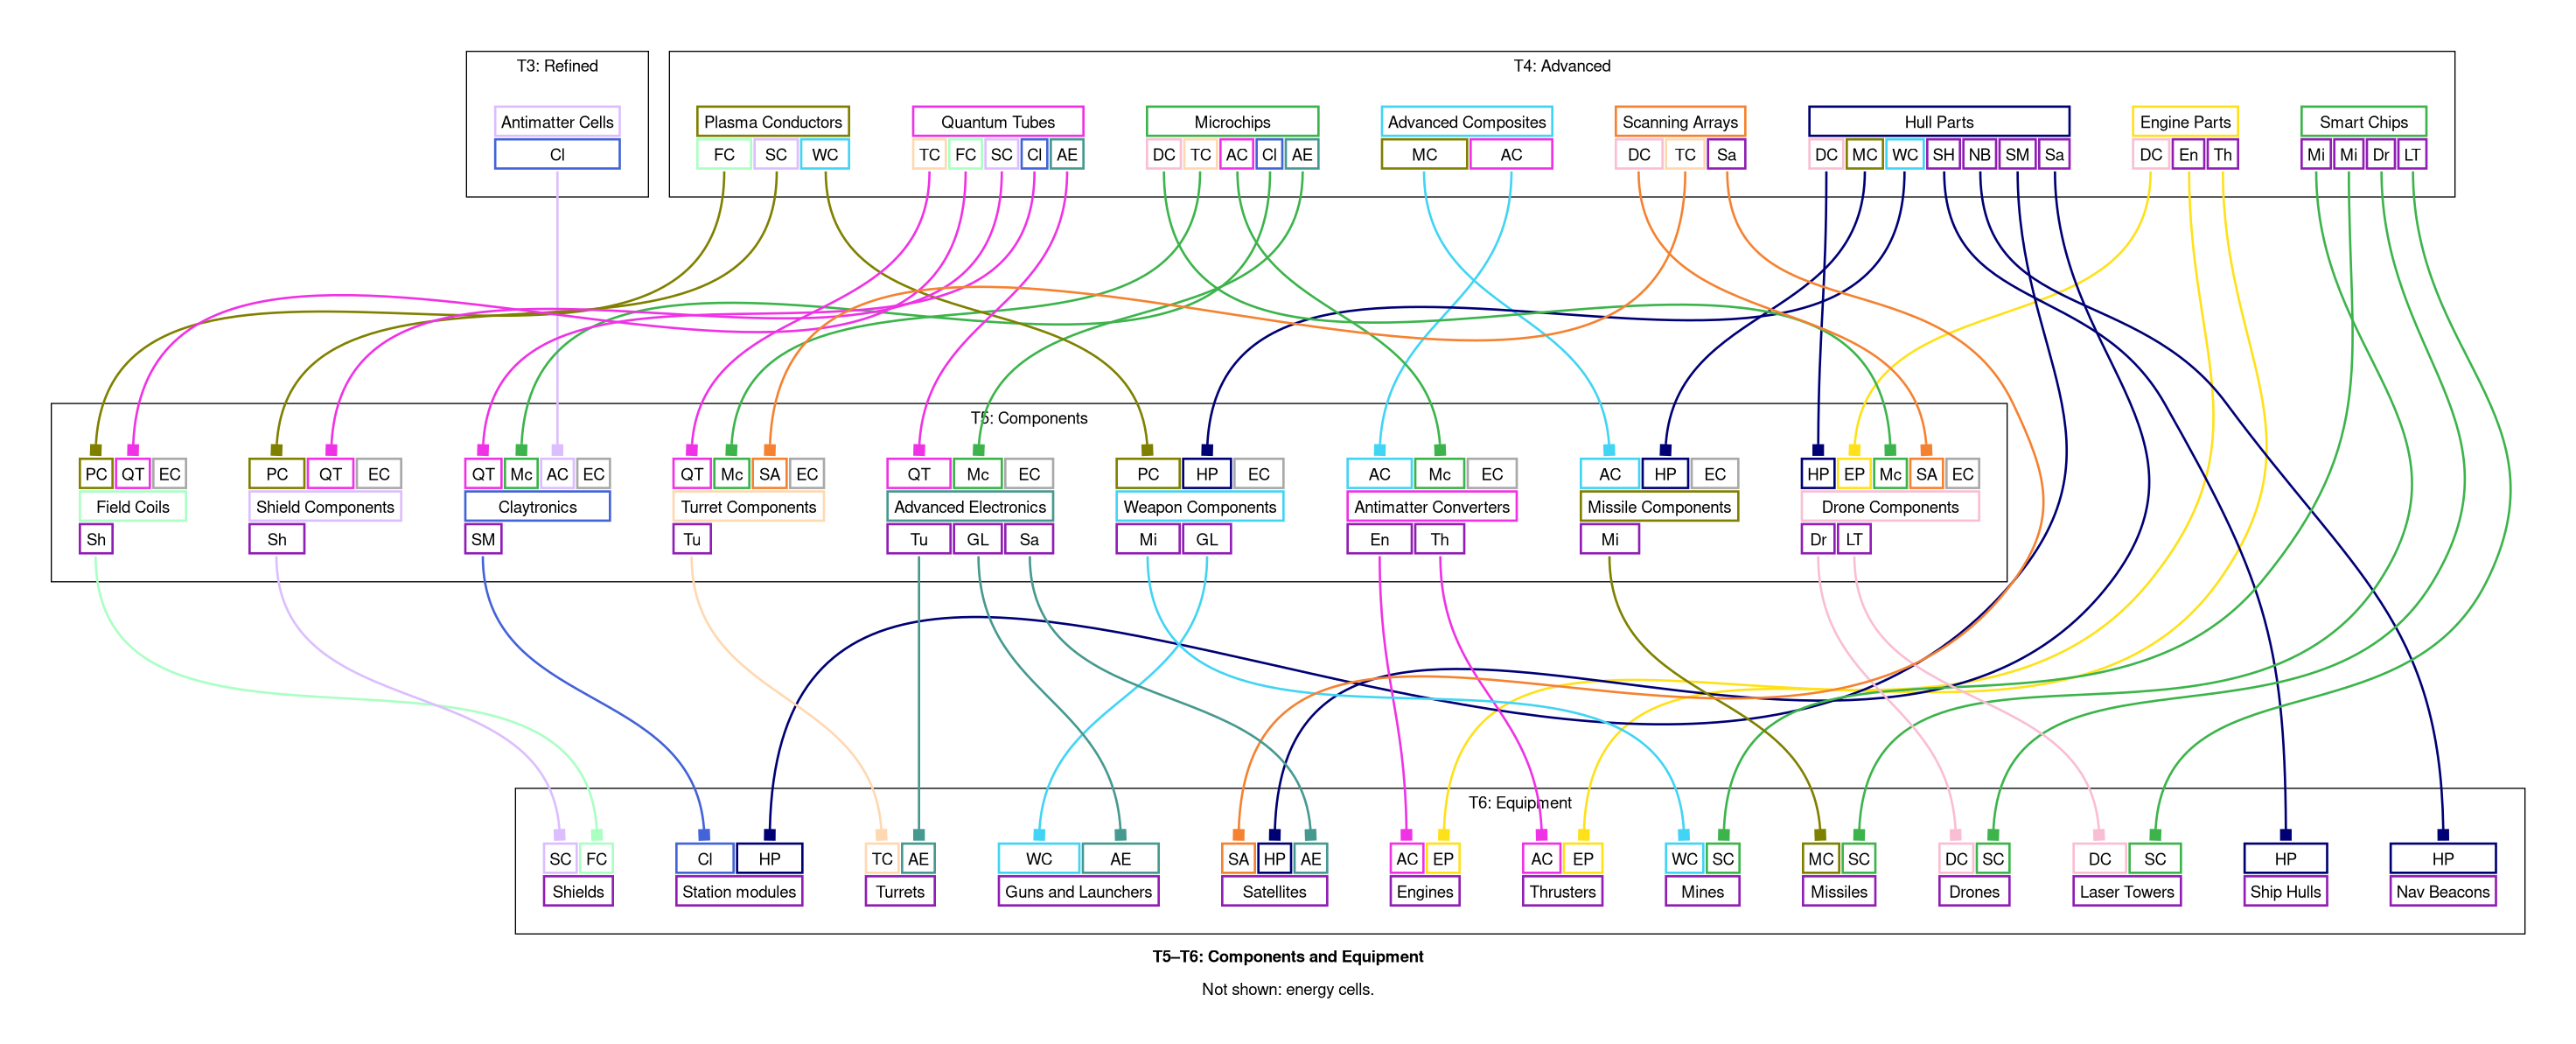 T3: Refined
T4: Advanced
Antimatter Cells
Plasma Conductors
Quantum Tubes
Microchips
Advanced Composites
Scanning Arrays
Hull Parts
Engine Parts
Smart Chips
Cl
FC SC WC
TC FC SC Cl AE
DC TC AC Cl AE
MC AC
DC TC Sa
DC MC WC SH NB SM Sa
DC En Th
Mi Mi Dr LT
T5: Components
PC QT EC
PC QT EC
QT Mc AC EC
QT Mc SA EC
QT Mc EC
PC HP EC
AC Mc EC
AC HP EC
HP EP Mc SA EC
Field Coils
Shield Components
Claytronics
Turret Components
Advanced Electronics
Weapon Components
Antimatter Converters
Missile Components
Drone Components
Sh
Sh
SM
Tu
Tu GL Sa
Mi GL
En Th
Mi
Dr LT
T6: Equipment
SC FC
Cl HP
TC AE
WC AE
SA HP AE
AC EP
AC EP
WC SC
MC SC
DC SC
DC SC
HP
HP
Shields
Station modules
Turrets
Guns and Launchers
Satellites
Engines
Thrusters
Mines
Missiles
Drones
Laser Towers
Ship Hulls
Nav Beacons
T5–T6: Components and Equipment
Not shown: energy cells.